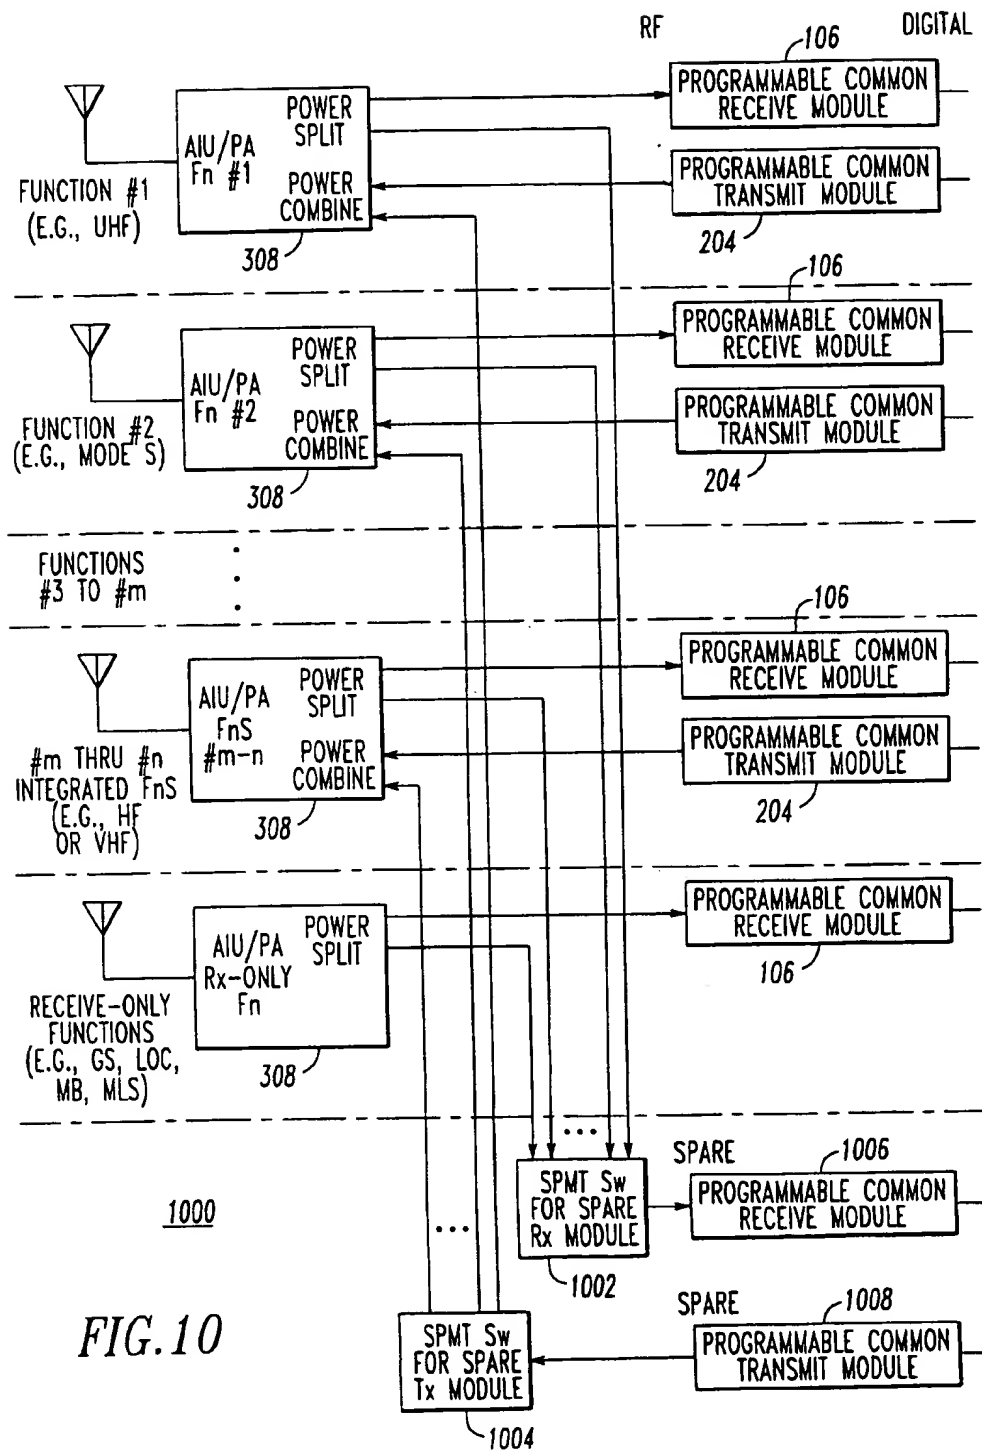 RF
106
DIGITAL
PROGRAMMABLE COMMON
RECEIVE MODULE
POWER
SPLIT
AIU/PA
Fn #1
POWER
COMBINE
308
FUNCTION #1
(E.G., UHF)
PROGRAMMABLE COMMON
TRANSMIT MODULE
204
106
PROGRAMMABLE COMMON
RECEIVE MODULE
POWER
SPLIT
AIU/PA
Fn #2
POWER
COMBINE
308
FUNCTION #2
(E.G., MODE S)
PROGRAMMABLE COMMON
TRANSMIT MODULE
204
FUNCTIONS
#3 TO #m
106
PROGRAMMABLE COMMON
RECEIVE MODULE
POWER
SPLIT
AIU/PA
FnS
#m-n
POWER
COMBINE
308
#m THRU #n
INTEGRATED FnS
(E.G., HF
OR VHF)
PROGRAMMABLE COMMON
TRANSMIT MODULE
204
PROGRAMMABLE COMMON
RECEIVE MODULE
106
POWER
SPLIT
AIU/PA
Rx-ONLY
Fn
308
RECEIVE-ONLY
FUNCTIONS
(E.G., GS, LOC,
MB, MLS)
SPARE
1006
PROGRAMMABLE COMMON
RECEIVE MODULE
SPMT Sw
FOR SPARE
Rx MODULE
1002
1000
SPARE
1008
PROGRAMMABLE COMMON
TRANSMIT MODULE
SPMT Sw
FOR SPARE
Tx MODULE
1004
FIG.10